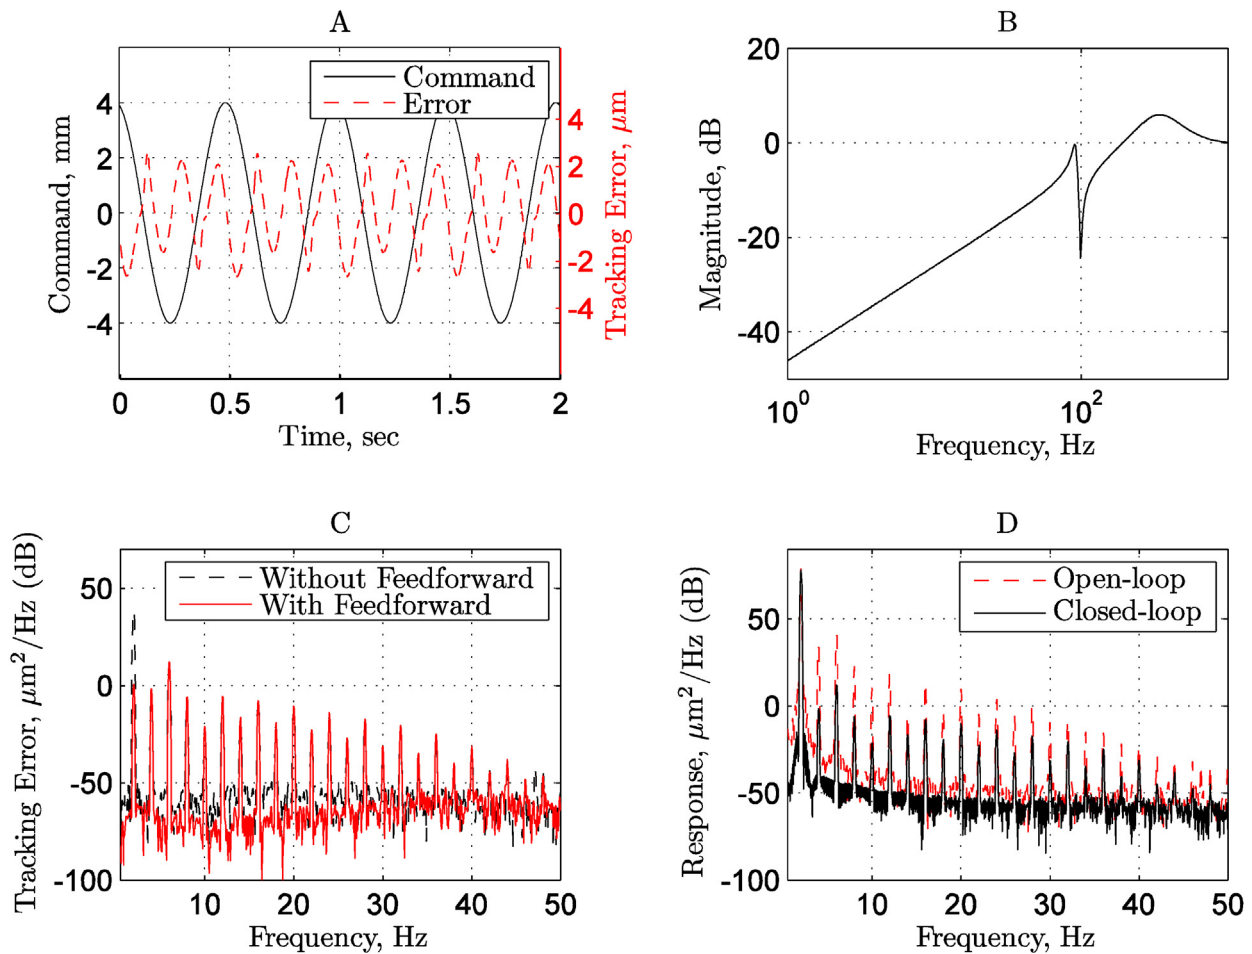 A
Command
Error
Command, mm
4
2
0
-2
-4
Tracking Error, μm
4
2
0
-2
-4
0 0.5 1 1.5 2
Time, sec
B
Magnitude, dB
20
0
-20
-40
10^0 10^2
Frequency, Hz
C
Without Feedforward
With Feedforward
Tracking Error, μm²/Hz (dB)
50
0
-50
-100
10 20 30 40 50
Frequency, Hz
D
Open-loop
Closed-loop
Response, μm²/Hz (dB)
50
0
-50
-100
10 20 30 40 50
Frequency, Hz